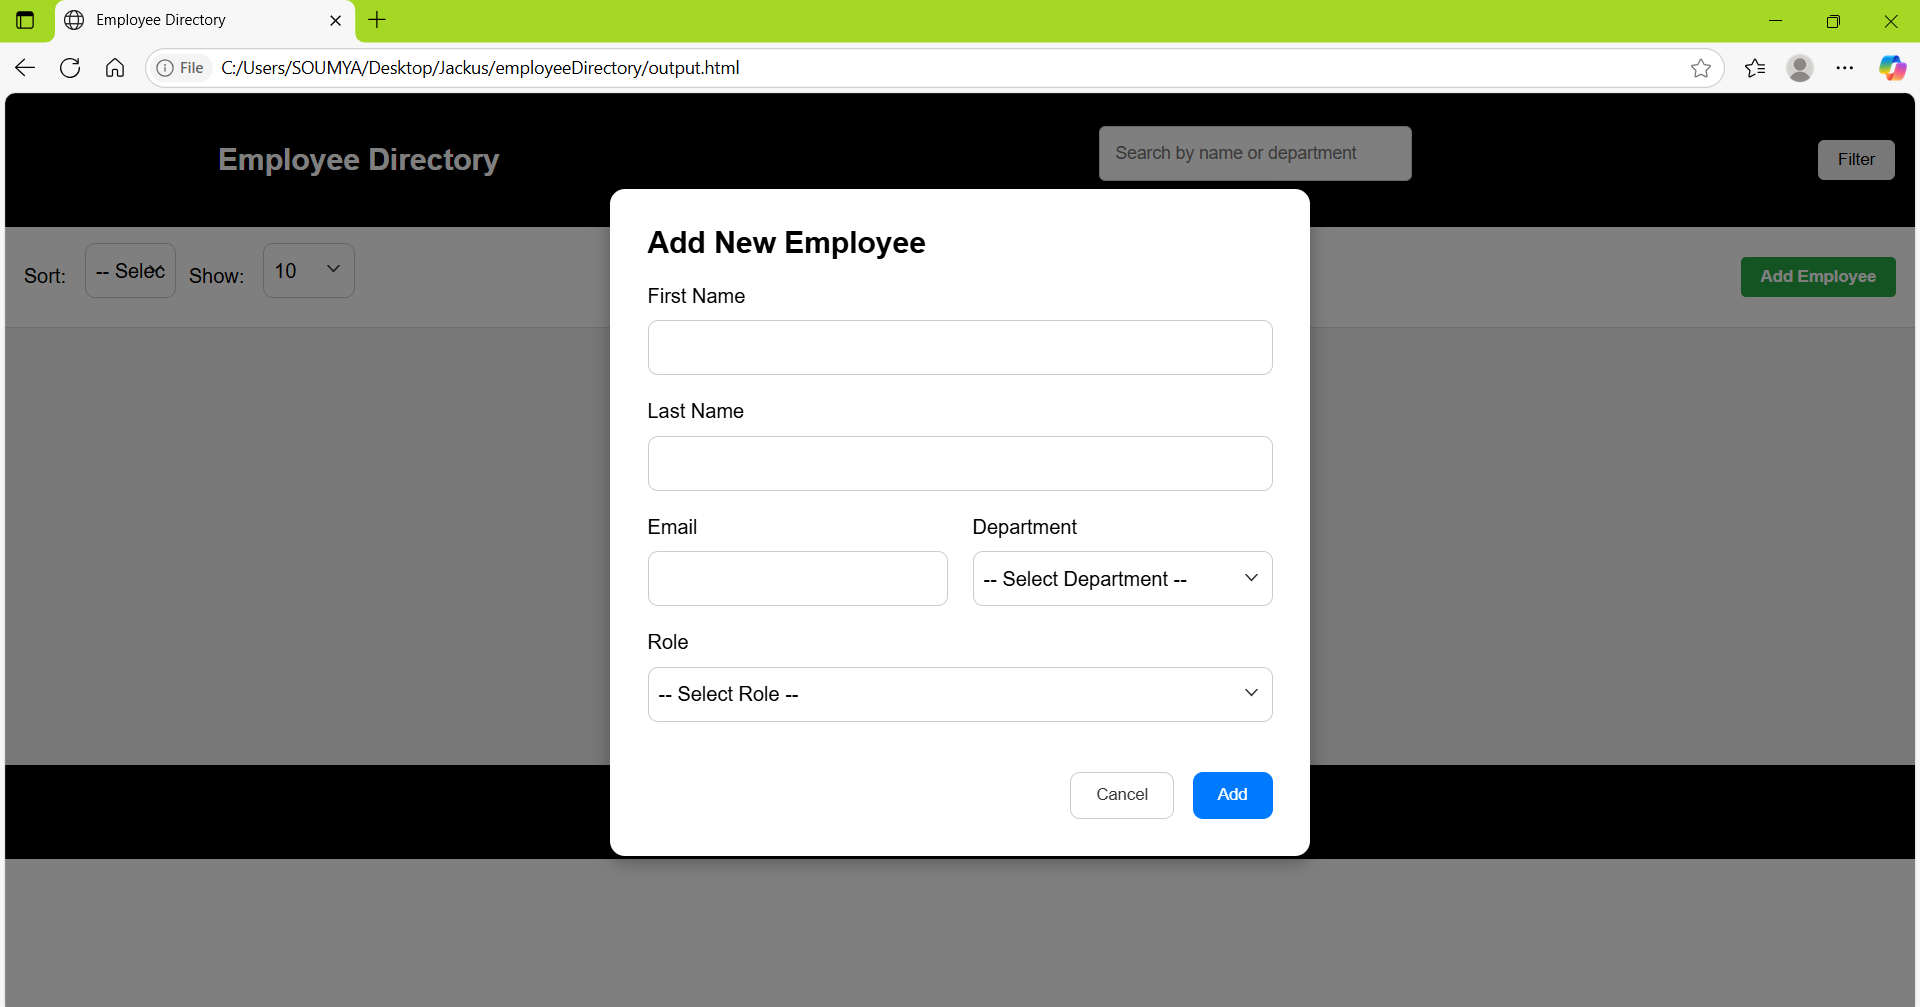 Employee Directory
File C:/Users/SOUMYA/Desktop/Jackus/employeeDirectory/output.html
Employee Directory
Search by name or department
Filter
Sort:
-- Selec
Show:
10
Add Employee
Add New Employee
First Name
Last Name
Email
Department
-- Select Department --
Role
-- Select Role --
Cancel
Add